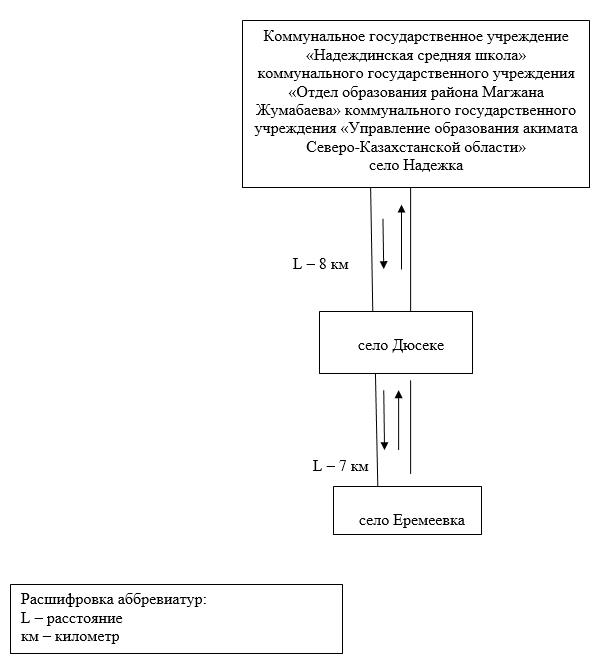 Коммунальное государственное учреждение
«Надеждинская средняя школа»
коммунального государственного учреждения
«Отдел образования района Магжана
Жумабаева» коммунального государственного
учреждения «Управление образования акимата
Северо-Казахстанской области»
село Надежка
L – 8 км
село Дюсеке
L – 7 км
село Еремеевка
Расшифровка аббревиатур:
L – расстояние
км – километр